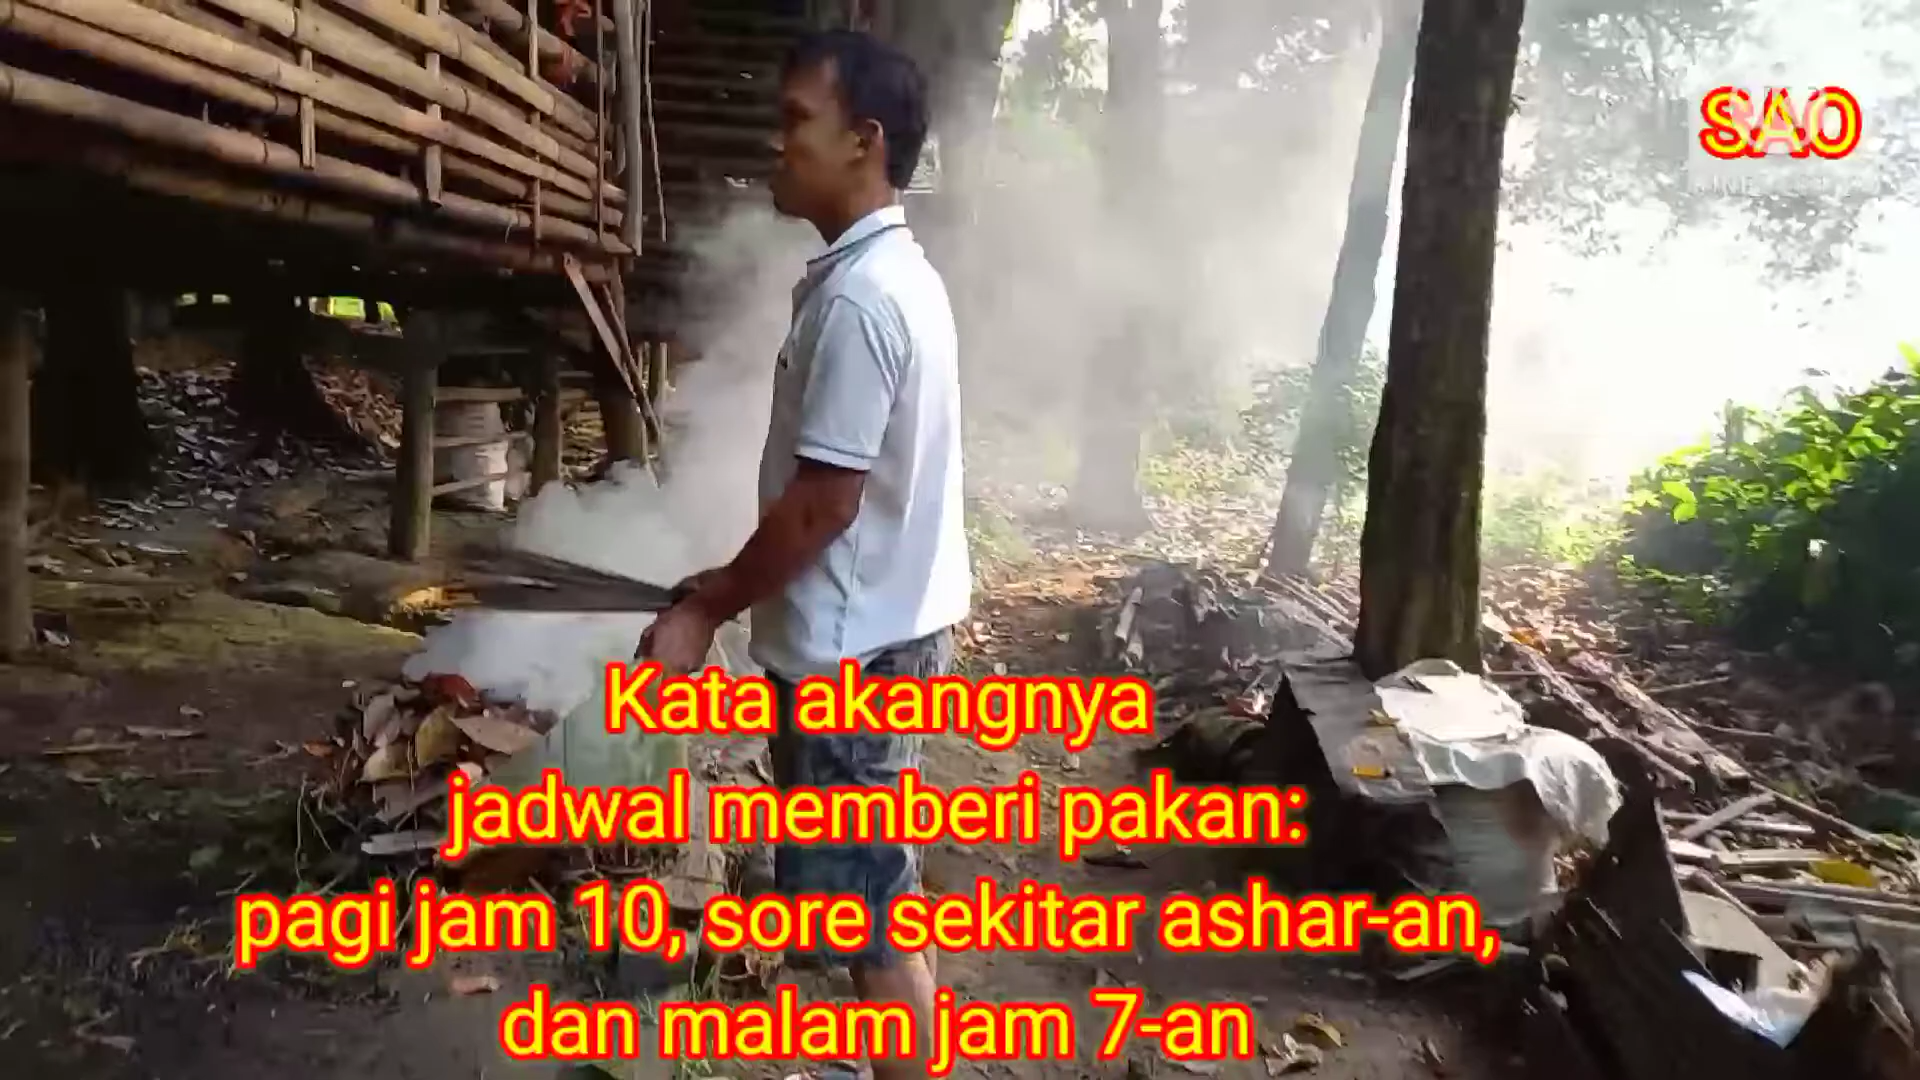 SAO
Kata akangnya
jadwal memberi pakan:
pagi jam 10, sore sekitar ashar-an,
dan malam jam 7-an